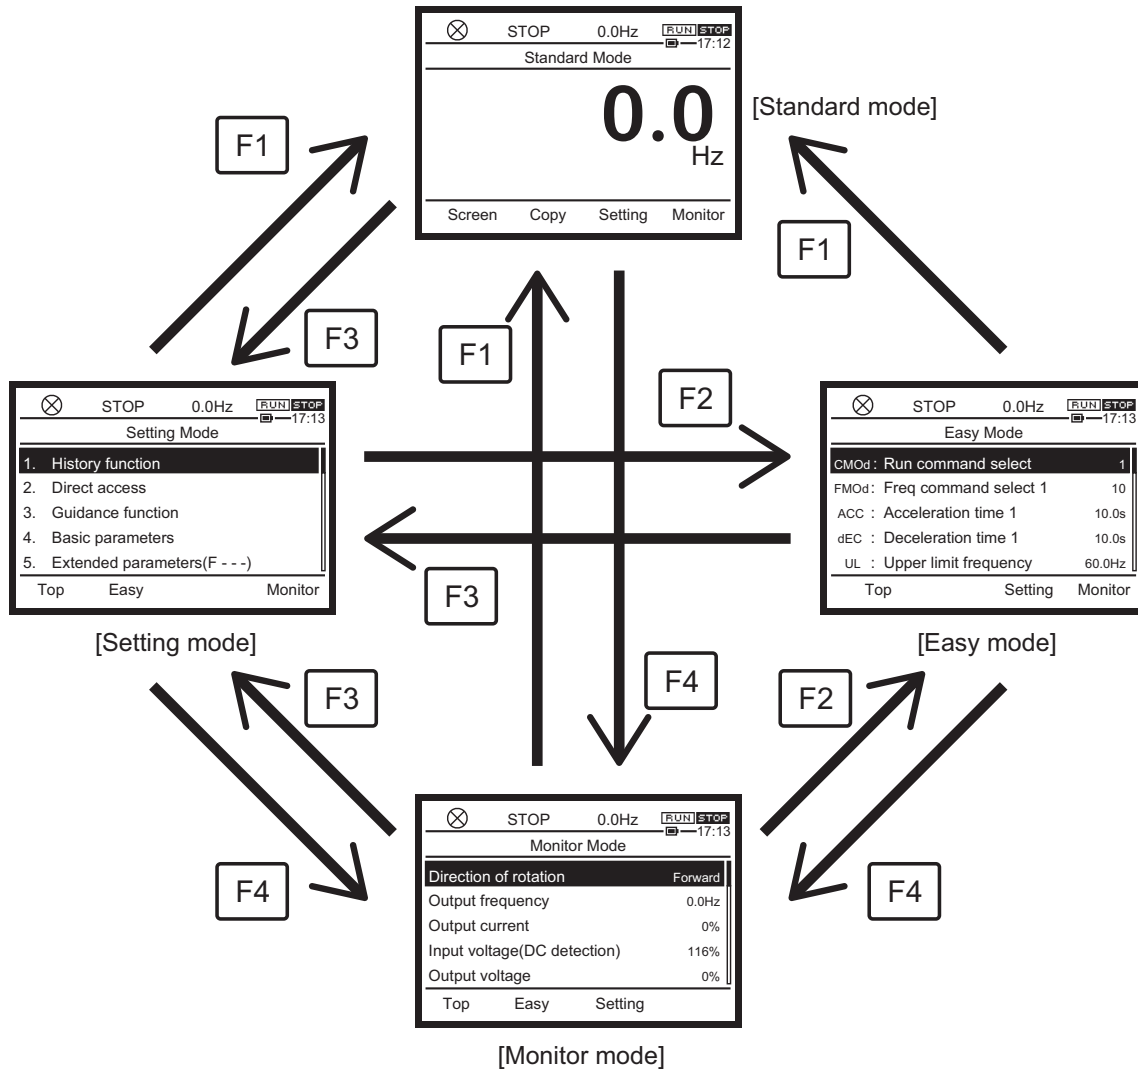 STOP 0.0Hz RUN STOP
17:12
Standard Mode
0.0
Hz
Screen Copy Setting Monitor
[Standard mode]
F1
F1
F3
F1
F2
STOP 0.0Hz RUN STOP
17:13
Setting Mode
1. History function
2. Direct access
3. Guidance function
4. Basic parameters
5. Extended parameters(F - - -)
Top Easy Monitor
[Setting mode]
STOP 0.0Hz RUN STOP
17:13
Easy Mode
CMOd : Run command select 1
FMOd : Freq command select 1 10
ACC : Acceleration time 1 10.0s
dEC : Deceleration time 1 10.0s
UL : Upper limit frequency 60.0Hz
Top Setting Monitor
[Easy mode]
F3
F4
F3
F2
F4
F4
STOP 0.0Hz RUN STOP
17:13
Monitor Mode
Direction of rotation Forward
Output frequency 0.0Hz
Output current 0%
Input voltage(DC detection) 116%
Output voltage 0%
Top Easy Setting
[Monitor mode]